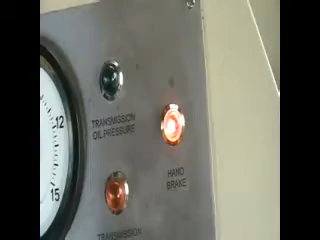 12
15
TRANSMISSION
OIL PRESSURE
HAND
BRAKE
TRANSMISSION